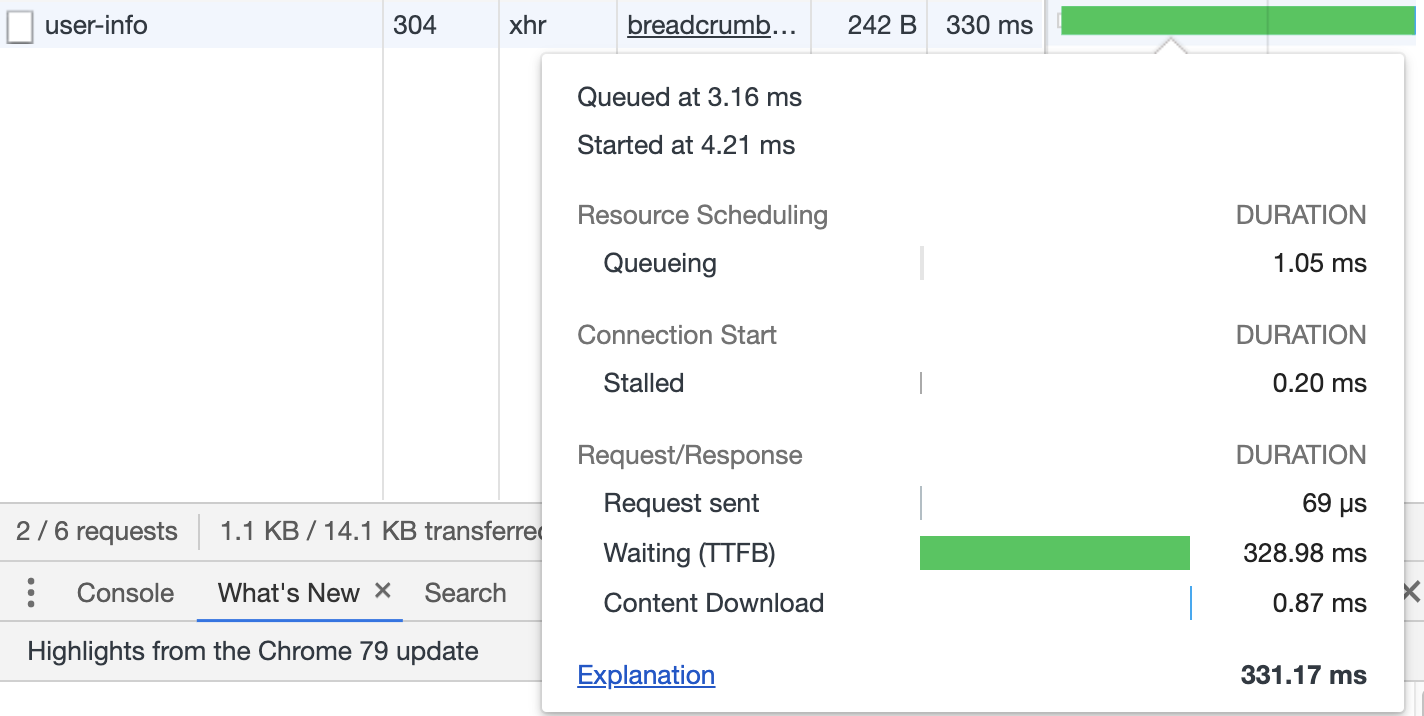 user-info 304 xhr breadcrumb… 242 B 330 ms
Queued at 3.16 ms
Started at 4.21 ms
Resource Scheduling DURATION
Queueing 1.05 ms
Connection Start DURATION
Stalled 0.20 ms
Request/Response DURATION
Request sent 69 µs
Waiting (TTFB) 328.98 ms
Content Download 0.87 ms
Explanation 331.17 ms
2 / 6 requests 1.1 KB / 14.1 KB transferred
Console What's New × Search ×
Highlights from the Chrome 79 update